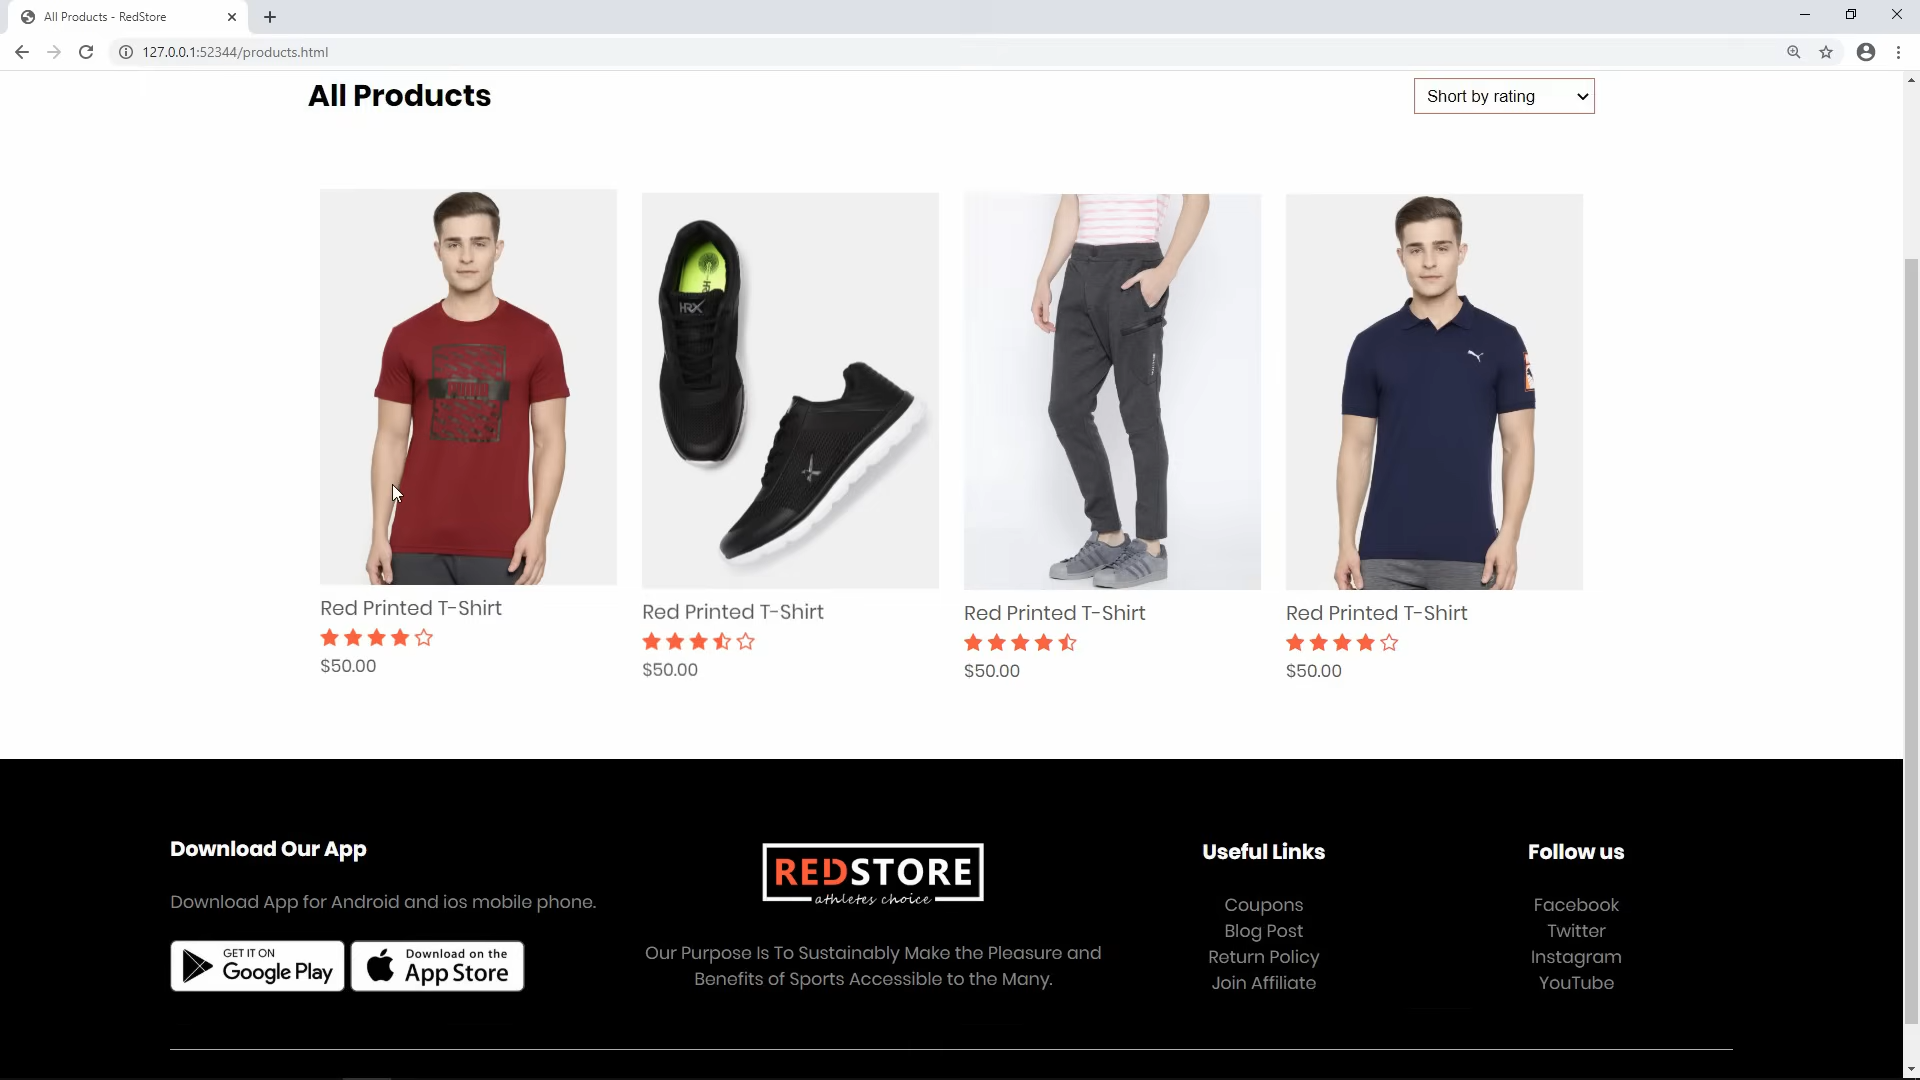 All Products - RedStore
127.0.0.1:52344/products.html
All Products
Short by rating
HRX
Red Printed T-Shirt
$50.00
Red Printed T-Shirt
$50.00
Red Printed T-Shirt
$50.00
Red Printed T-Shirt
$50.00
Download Our App
Download App for Android and ios mobile phone.
GET IT ON
Google Play
Download on the
App Store
REDSTORE
athletes choice
Our Purpose Is To Sustainably Make the Pleasure and
Benefits of Sports Accessible to the Many.
Useful Links
Coupons
Blog Post
Return Policy
Join Affiliate
Follow us
Facebook
Twitter
Instagram
YouTube